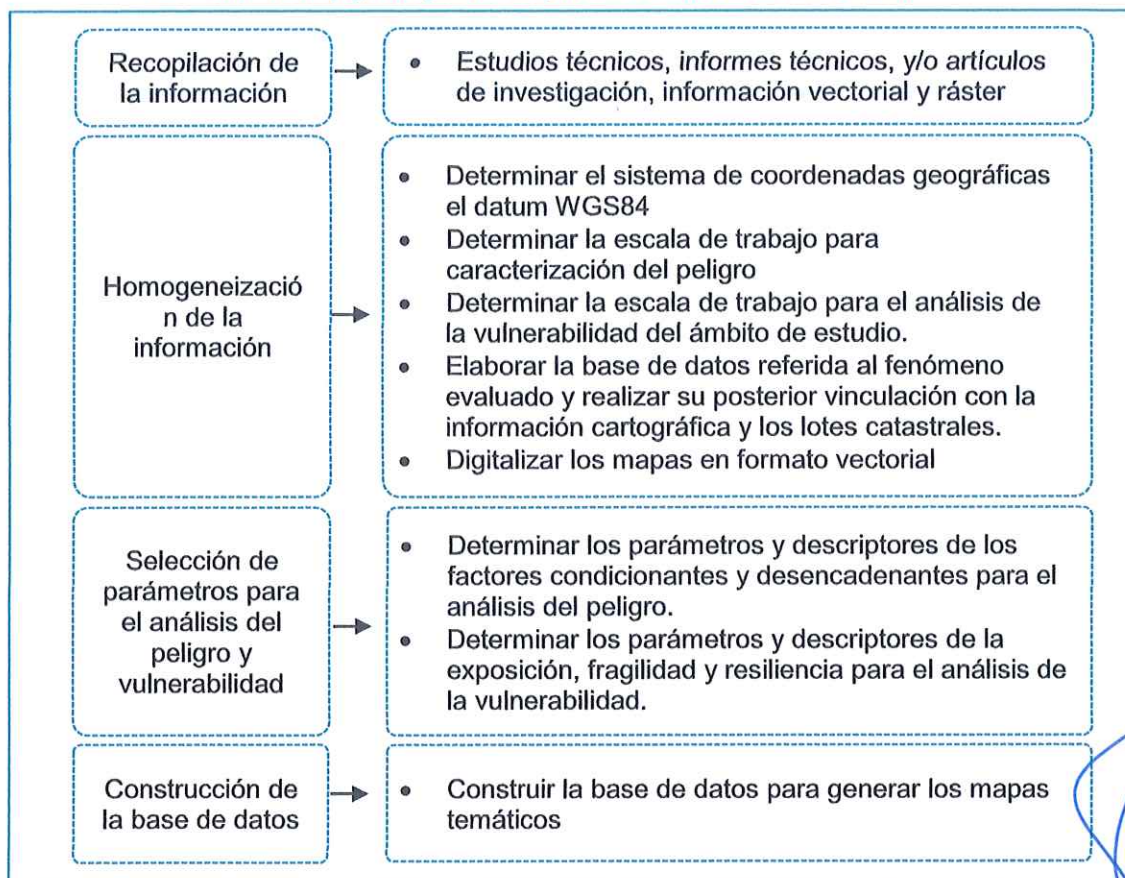 Recopilación de
la información
• Estudios técnicos, informes técnicos, y/o artículos
de investigación, información vectorial y ráster
Homogeneizació
n de la
información
• Determinar el sistema de coordenadas geográficas
el datum WGS84
• Determinar la escala de trabajo para
caracterización del peligro
• Determinar la escala de trabajo para el análisis de
la vulnerabilidad del ámbito de estudio.
• Elaborar la base de datos referida al fenómeno
evaluado y realizar su posterior vinculación con la
información cartográfica y los lotes catastrales.
• Digitalizar los mapas en formato vectorial
Selección de
parámetros para
el análisis del
peligro y
vulnerabilidad
• Determinar los parámetros y descriptores de los
factores condicionantes y desencadenantes para el
análisis del peligro.
• Determinar los parámetros y descriptores de la
exposición, fragilidad y resiliencia para el análisis de
la vulnerabilidad.
Construcción de
la base de datos
• Construir la base de datos para generar los mapas
temáticos